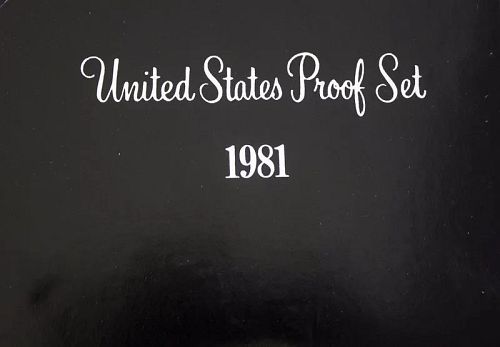 United States Proof Set
1981